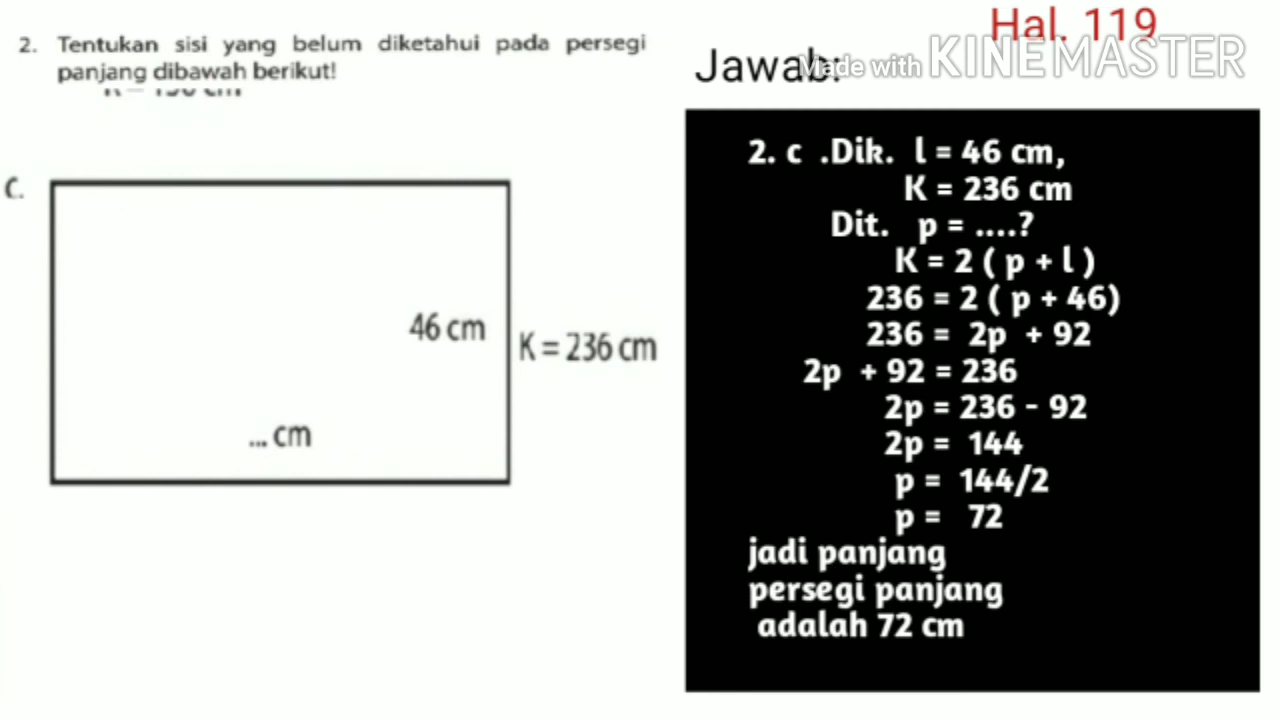 Hal. 119
2. Tentukan sisi yang belum diketahui pada persegi
panjang dibawah berikut!
Jawab:
Made with KINEMASTER
C.
46 cm
K = 236 cm
... cm
2. c .Dik. l = 46 cm,
K = 236 cm
Dit. p = ....?
K = 2 ( p + l )
236 = 2 ( p + 46)
236 = 2p + 92
2p + 92 = 236
2p = 236 - 92
2p = 144
p = 144/2
p = 72
jadi panjang
persegi panjang
adalah 72 cm